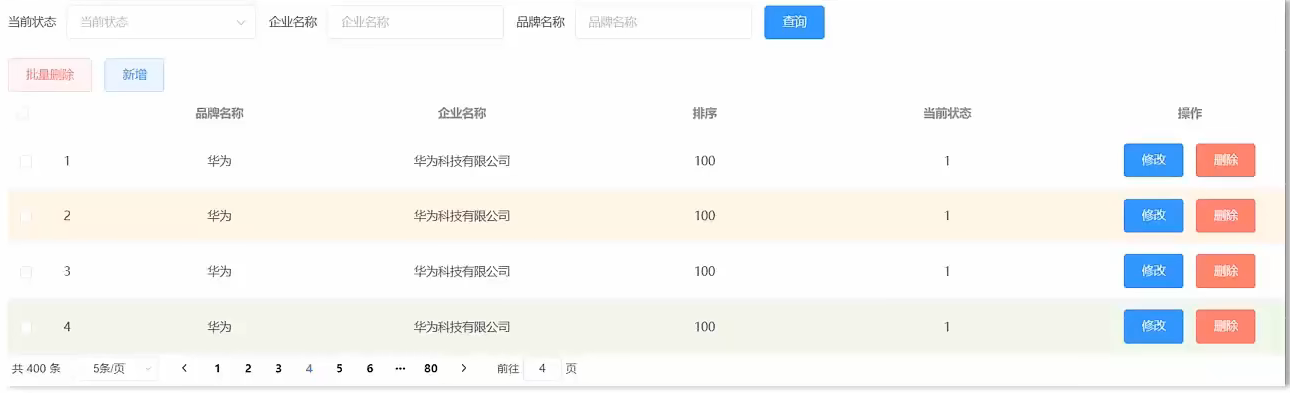 当前状态 当前状态 企业名称 企业名称 品牌名称 品牌名称 查询
批量删除 新增
品牌名称 企业名称 排序 当前状态 操作
1 华为 华为科技有限公司 100 1 修改 删除
2 华为 华为科技有限公司 100 1 修改 删除
3 华为 华为科技有限公司 100 1 修改 删除
4 华为 华为科技有限公司 100 1 修改 删除
共 400 条 5条/页 < 1 2 3 4 5 6 ··· 80 > 前往 4 页